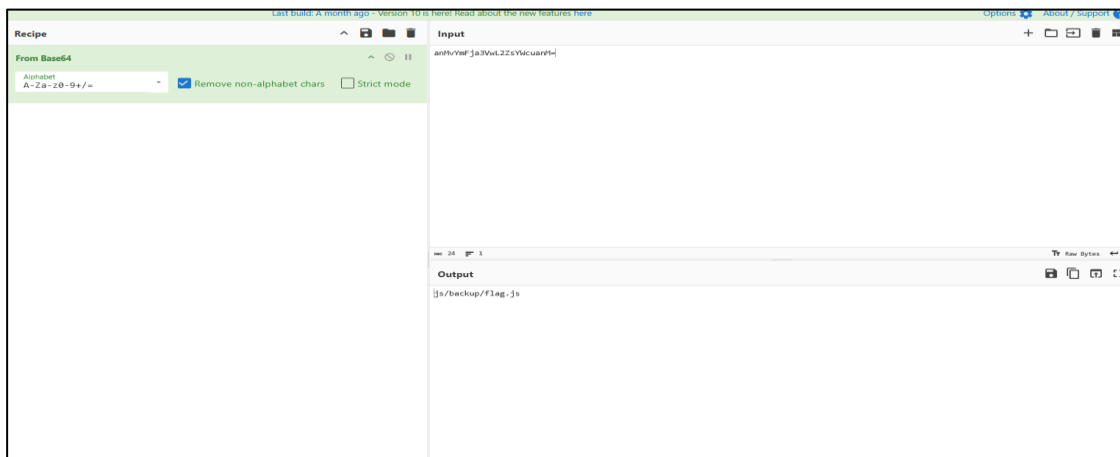 Last build: A month ago - Version 10 is here! Read about the new features here
Options
About / Support
Recipe
Input
From Base64
Alphabet
A-Za-z0-9+/=
Remove non-alphabet chars
Strict mode
anMvYmFja3VwL2ZsYWcuanM=
24
1
Raw Bytes
Output
js/backup/flag.js